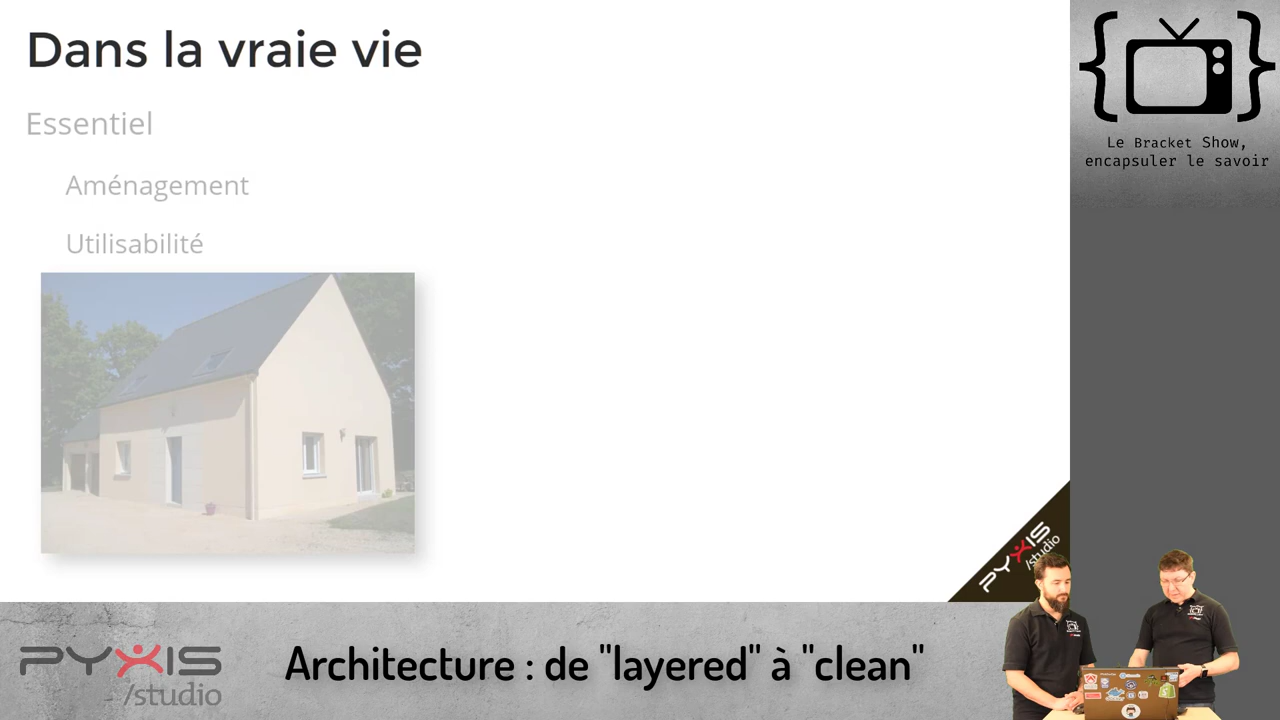 Dans la vraie vie
Essentiel
Aménagement
Utilisabilité
Le Bracket Show,
encapsuler le savoir
PYXIS
/studio
PYXIS
/studio
Architecture : de "layered" à "clean"